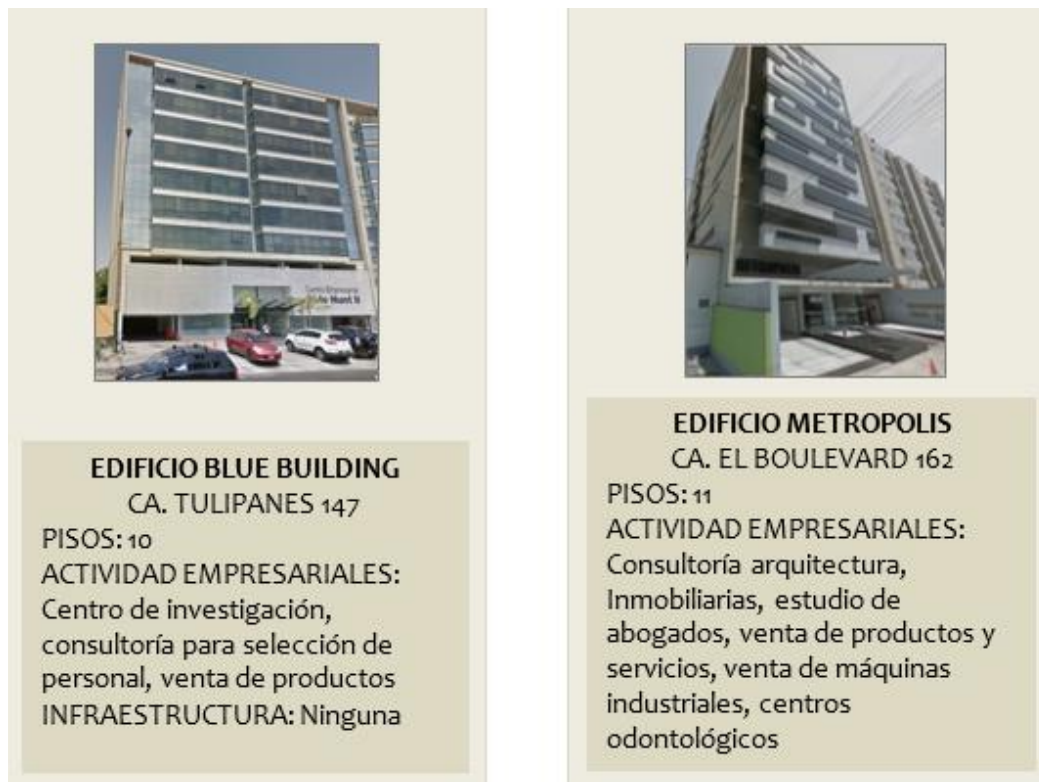 Centro Empresarial
EDIFICIO BLUE BUILDING
CA. TULIPANES 147
PISOS: 10
ACTIVIDAD EMPRESARIALES:
Centro de investigación,
consultoría para selección de
personal, venta de productos
INFRAESTRUCTURA: Ninguna
EDIFICIO METROPOLIS
CA. EL BOULEVARD 162
PISOS: 11
ACTIVIDAD EMPRESARIALES:
Consultoría arquitectura,
Inmobiliarias, estudio de
abogados, venta de productos y
servicios, venta de máquinas
industriales, centros
odontológicos